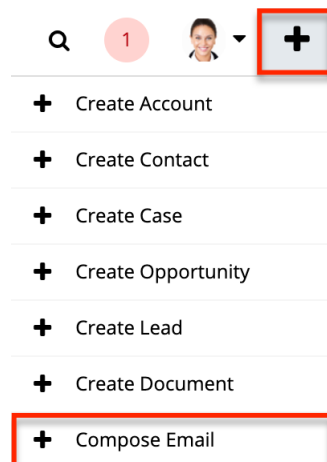 1
Create Account
Create Contact
Create Case
Create Opportunity
Create Lead
Create Document
Compose Email